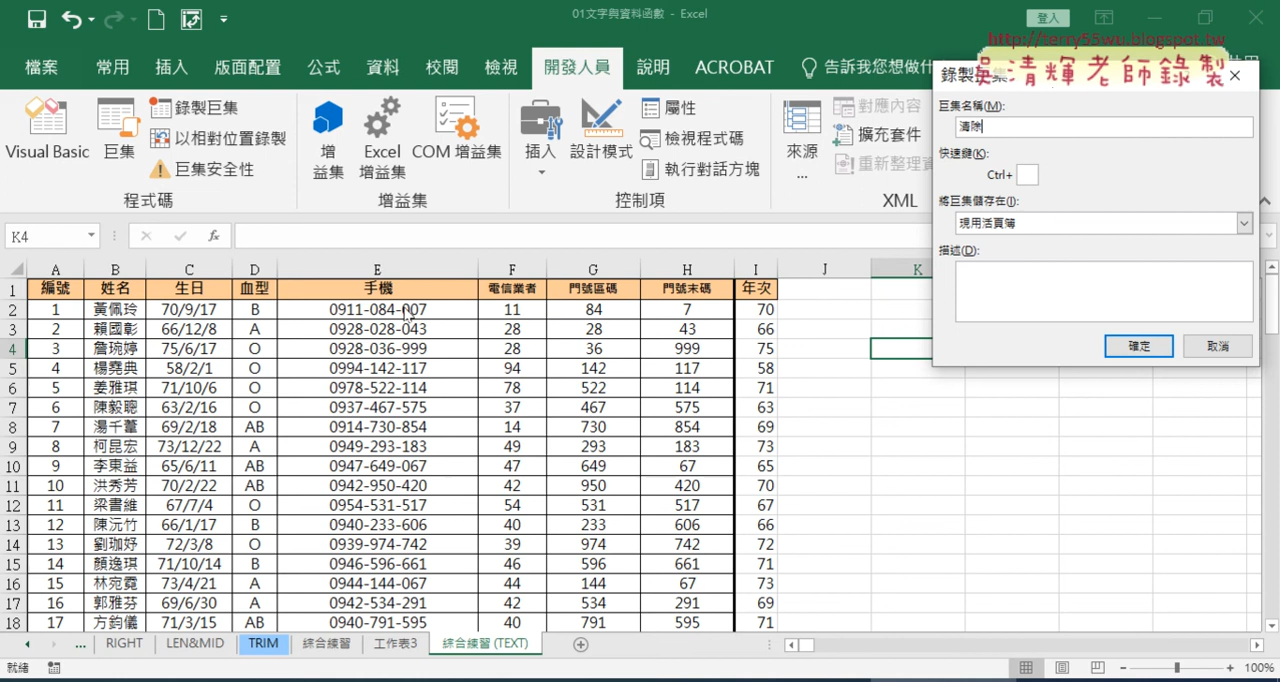 01文字與資料函數 - Excel
登入
http://terry55wu.blogspot.tw
吳清輝老師錄製
檔案 常用 插入 版面配置 公式 資料 校閱 檢視 開發人員 說明 ACROBAT 告訴我您想做什
Visual Basic 巨集 錄製巨集 以相對位置錄製 巨集安全性
程式碼
增益集 Excel 增益集 COM 增益集
增益集
插入 設計模式 屬性 檢視程式碼 執行對話方塊
控制項
來源 ... 對應內容 擴充套件 重新整理資
XML
錄製巨集
巨集名稱(M):
清除
快速鍵(K):
Ctrl+
將巨集儲存在(I):
現用活頁簿
描述(D):
確定 取消
K4 fx
A B C D E F G H I J K
1 編號 姓名 生日 血型 手機 電信業者 門號區碼 門號末碼 年次
2 1 黃佩玲 70/9/17 B 0911-084-007 11 84 7 70
3 2 賴國彰 66/12/8 A 0928-028-043 28 28 43 66
4 3 詹琬婷 75/6/17 O 0928-036-999 28 36 999 75
5 4 楊堯典 58/2/1 O 0994-142-117 94 142 117 58
6 5 姜雅琪 71/10/6 O 0978-522-114 78 522 114 71
7 6 陳毅聰 63/2/16 O 0937-467-575 37 467 575 63
8 7 湯千蕙 69/2/18 AB 0914-730-854 14 730 854 69
9 8 柯昆宏 73/12/22 A 0949-293-183 49 293 183 73
10 9 李東益 65/6/11 AB 0947-649-067 47 649 67 65
11 10 洪秀芳 70/2/22 AB 0942-950-420 42 950 420 70
12 11 梁書維 67/7/4 O 0954-531-517 54 531 517 67
13 12 陳沅竹 66/1/17 B 0940-233-606 40 233 606 66
14 13 劉珈妤 72/3/8 O 0939-974-742 39 974 742 72
15 14 顏逸琪 71/10/14 B 0946-596-661 46 596 661 71
16 15 林宛霓 73/4/21 A 0944-144-067 44 144 67 73
17 16 郭雅芬 69/6/30 A 0942-534-291 42 534 291 69
18 17 方鈞儀 71/3/15 AB 0940-791-595 40 791 595 71
... RIGHT LEN&MID TRIM 綜合練習 工作表3 綜合練習 (TEXT)
就緒 100%